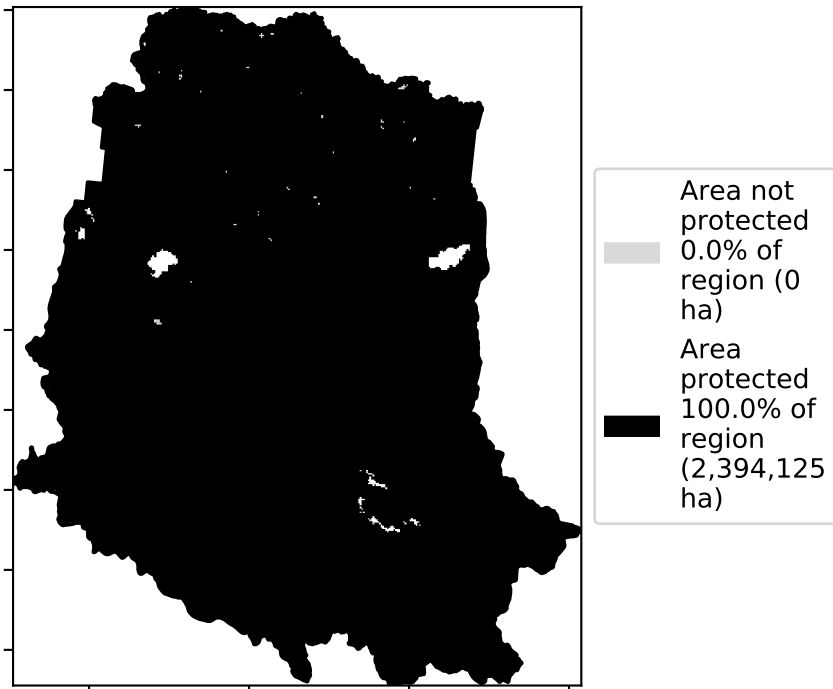 Area not
protected
0.0% of
region (0
ha)
Area
protected
100.0% of
region
(2,394,125
ha)